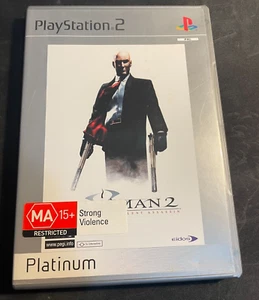 PlayStation 2
MAN 2
MA 15+
RESTRICTED
Strong
Violence
www.pegi.info
eidos
Platinum